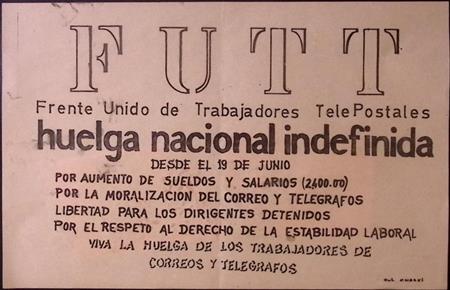 FUTT
Frente Unido de Trabajadores TelePostales
huelga nacional indefinida
DESDE EL 19 DE JUNIO
POR AUMENTO DE SUELDOS Y SALARIOS (2400.00)
POR LA MORALIZACION DEL CORREO Y TELEGRAFOS
LIBERTAD PARA LOS DIRIGENTES DETENIDOS
POR EL RESPETO AL DERECHO DE LA ESTABILIDAD LABORAL
VIVA LA HUELGA DE LOS TRABAJADORES DE
CORREOS Y TELEGRAFOS